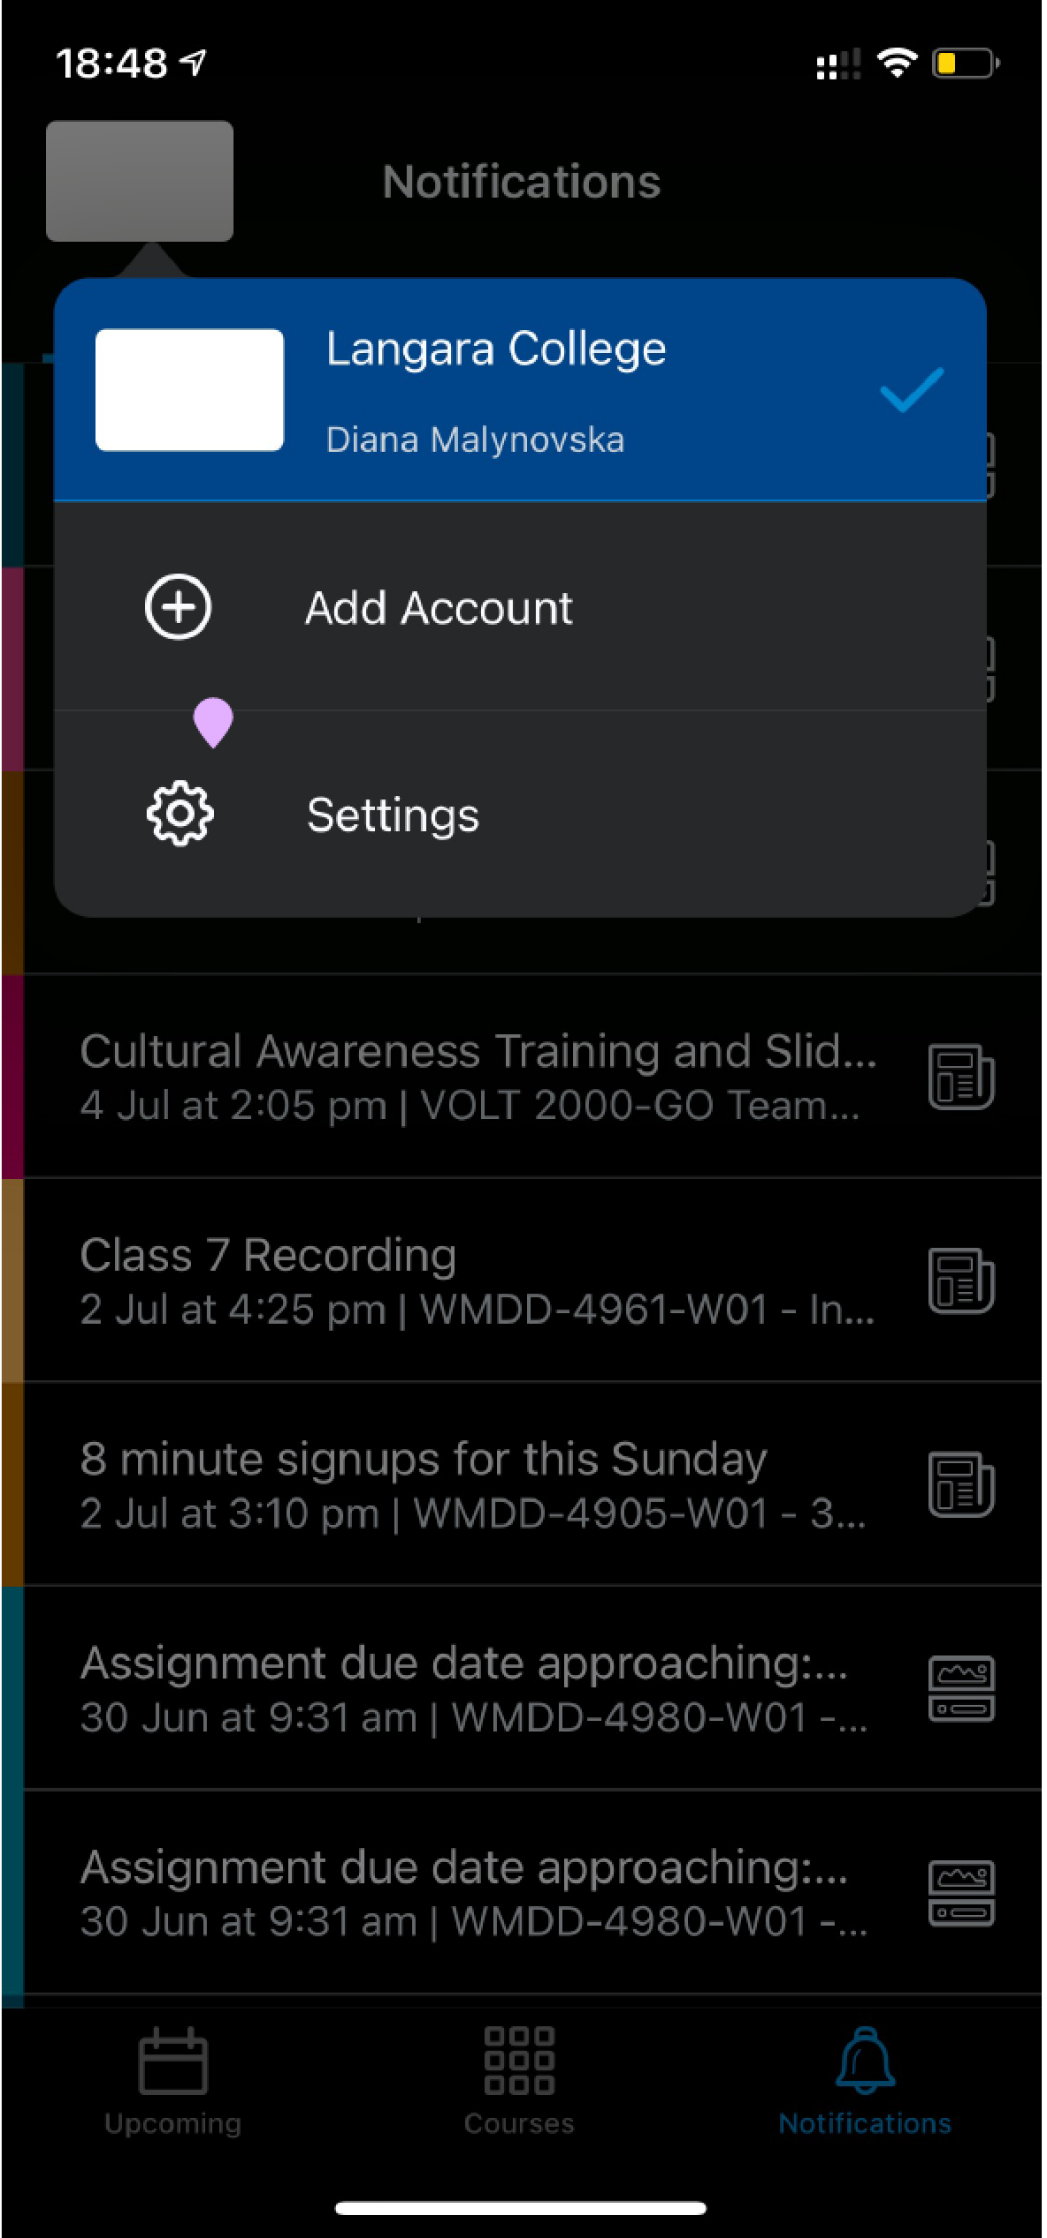 18:48
Notifications
Langara College
Diana Malynovska
Add Account
Settings
Cultural Awareness Training and Slid...
4 Jul at 2:05 pm | VOLT 2000-GO Team...
Class 7 Recording
2 Jul at 4:25 pm | WMDD-4961-W01 - In...
8 minute signups for this Sunday
2 Jul at 3:10 pm | WMDD-4905-W01 - 3...
Assignment due date approaching:...
30 Jun at 9:31 am | WMDD-4980-W01 -...
Assignment due date approaching:...
30 Jun at 9:31 am | WMDD-4980-W01 -...
Upcoming
Courses
Notifications